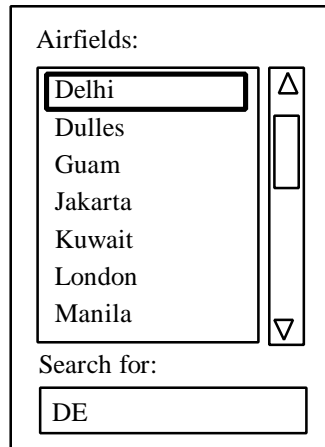 Airfields:
Delhi
Dulles
Guam
Jakarta
Kuwait
London
Manila
Search for:
DE